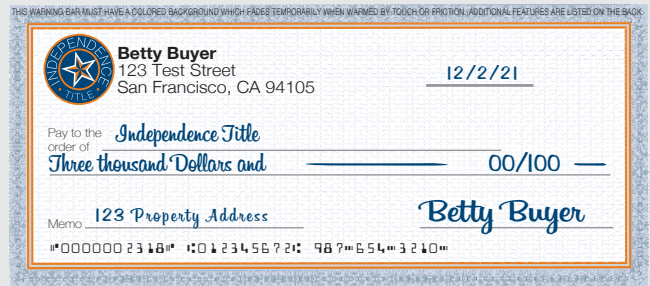 THIS WARNING BAR MUST HAVE A COLORED BACKGROUND WHICH FADES TEMPORARILY WHEN WARMED BY TOUCH OR FRICTION. ADDITIONAL FEATURES ARE LISTED ON THE BACK
INDEPENDENCE
TITLE
Betty Buyer
123 Test Street
San Francisco, CA 94105
12/2/21
Pay to the
order of Independence Title
Three thousand Dollars and 00/100
Memo 123 Property Address
Betty Buyer
⑈000000 2318⑈ ⑆012345672⑆ 987⑉654⑉3210⑉